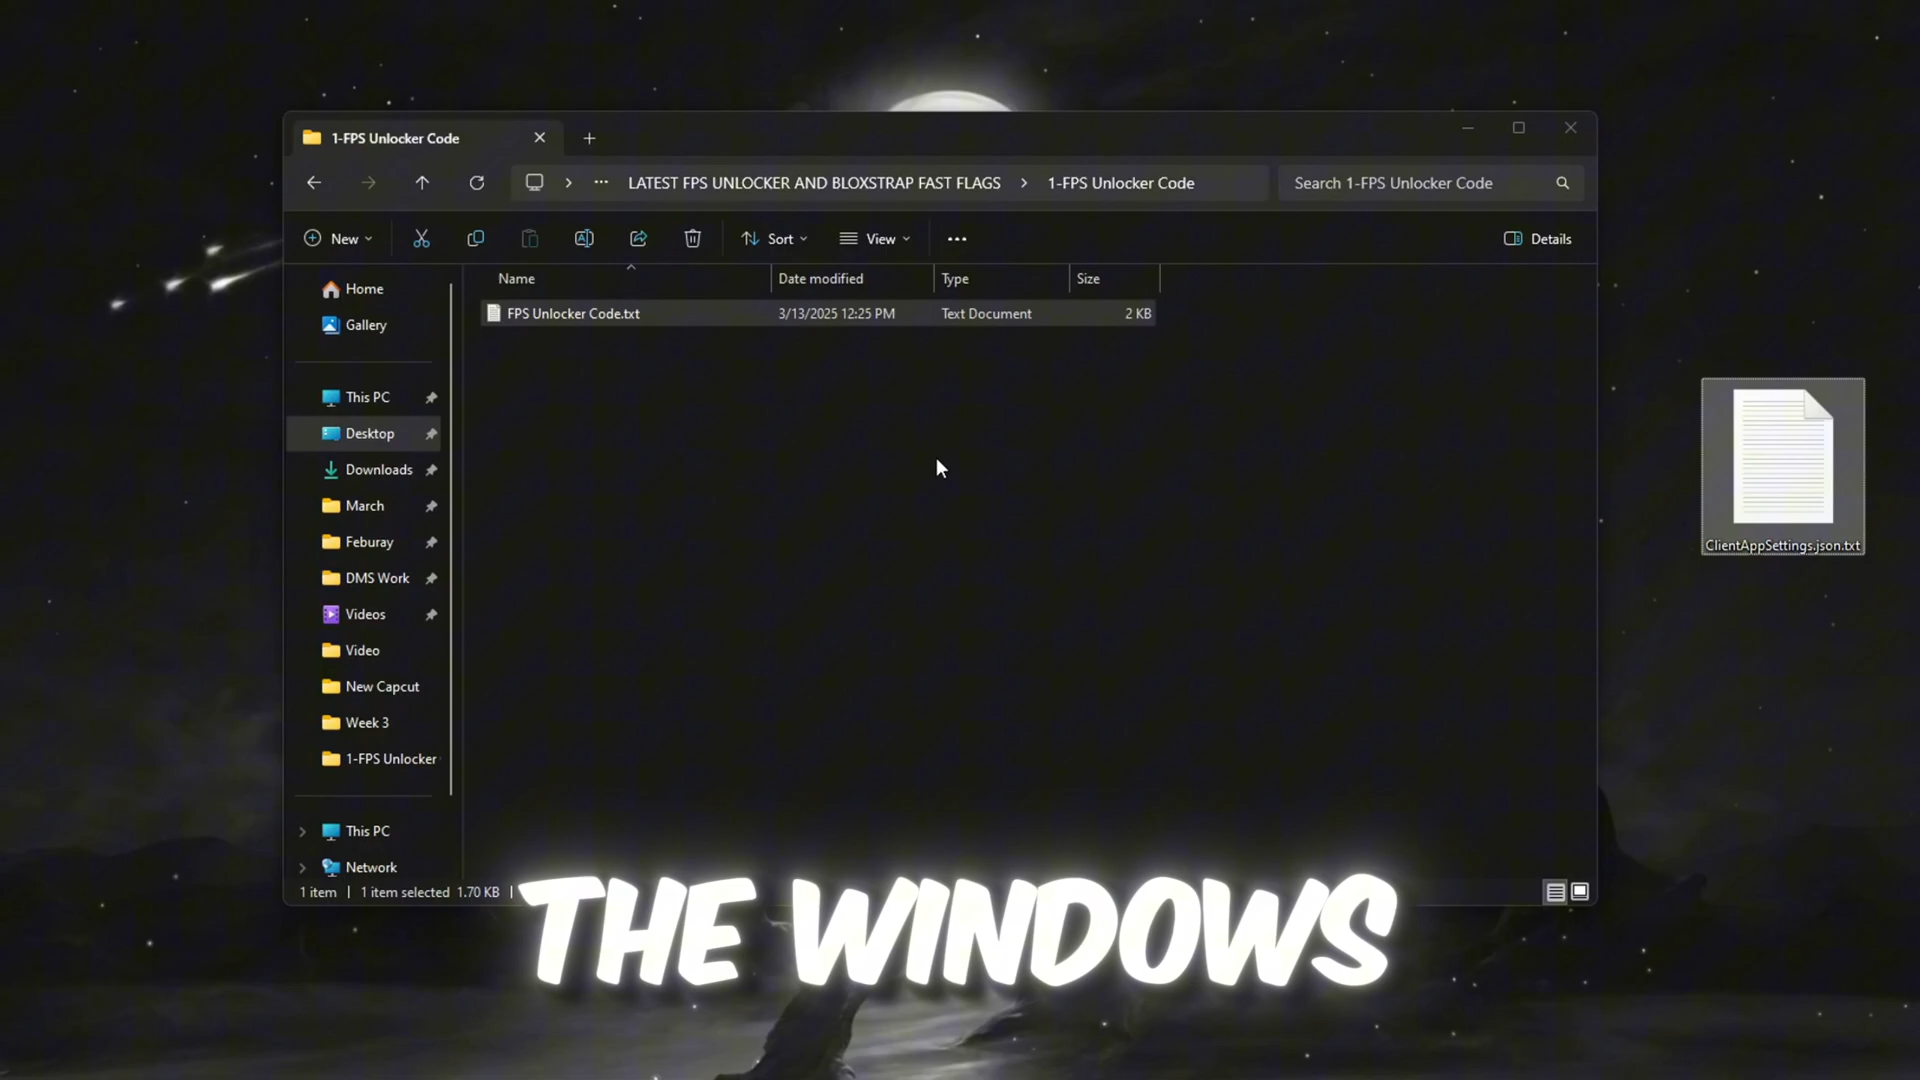 1-FPS Unlocker Code
LATEST FPS UNLOCKER AND BLOXSTRAP FAST FLAGS 1-FPS Unlocker Code Search 1-FPS Unlocker Code
New Sort View Details
Name Date modified Type Size
FPS Unlocker Code.txt 3/13/2025 12:25 PM Text Document 2 KB
Home
Gallery
This PC
Desktop
Downloads
March
Feburay
DMS Work
Videos
Video
New Capcut
Week 3
1-FPS Unlocker
This PC
Network
1 item 1 item selected 1.70 KB
ClientAppSettings.json.txt
THE WINDOWS